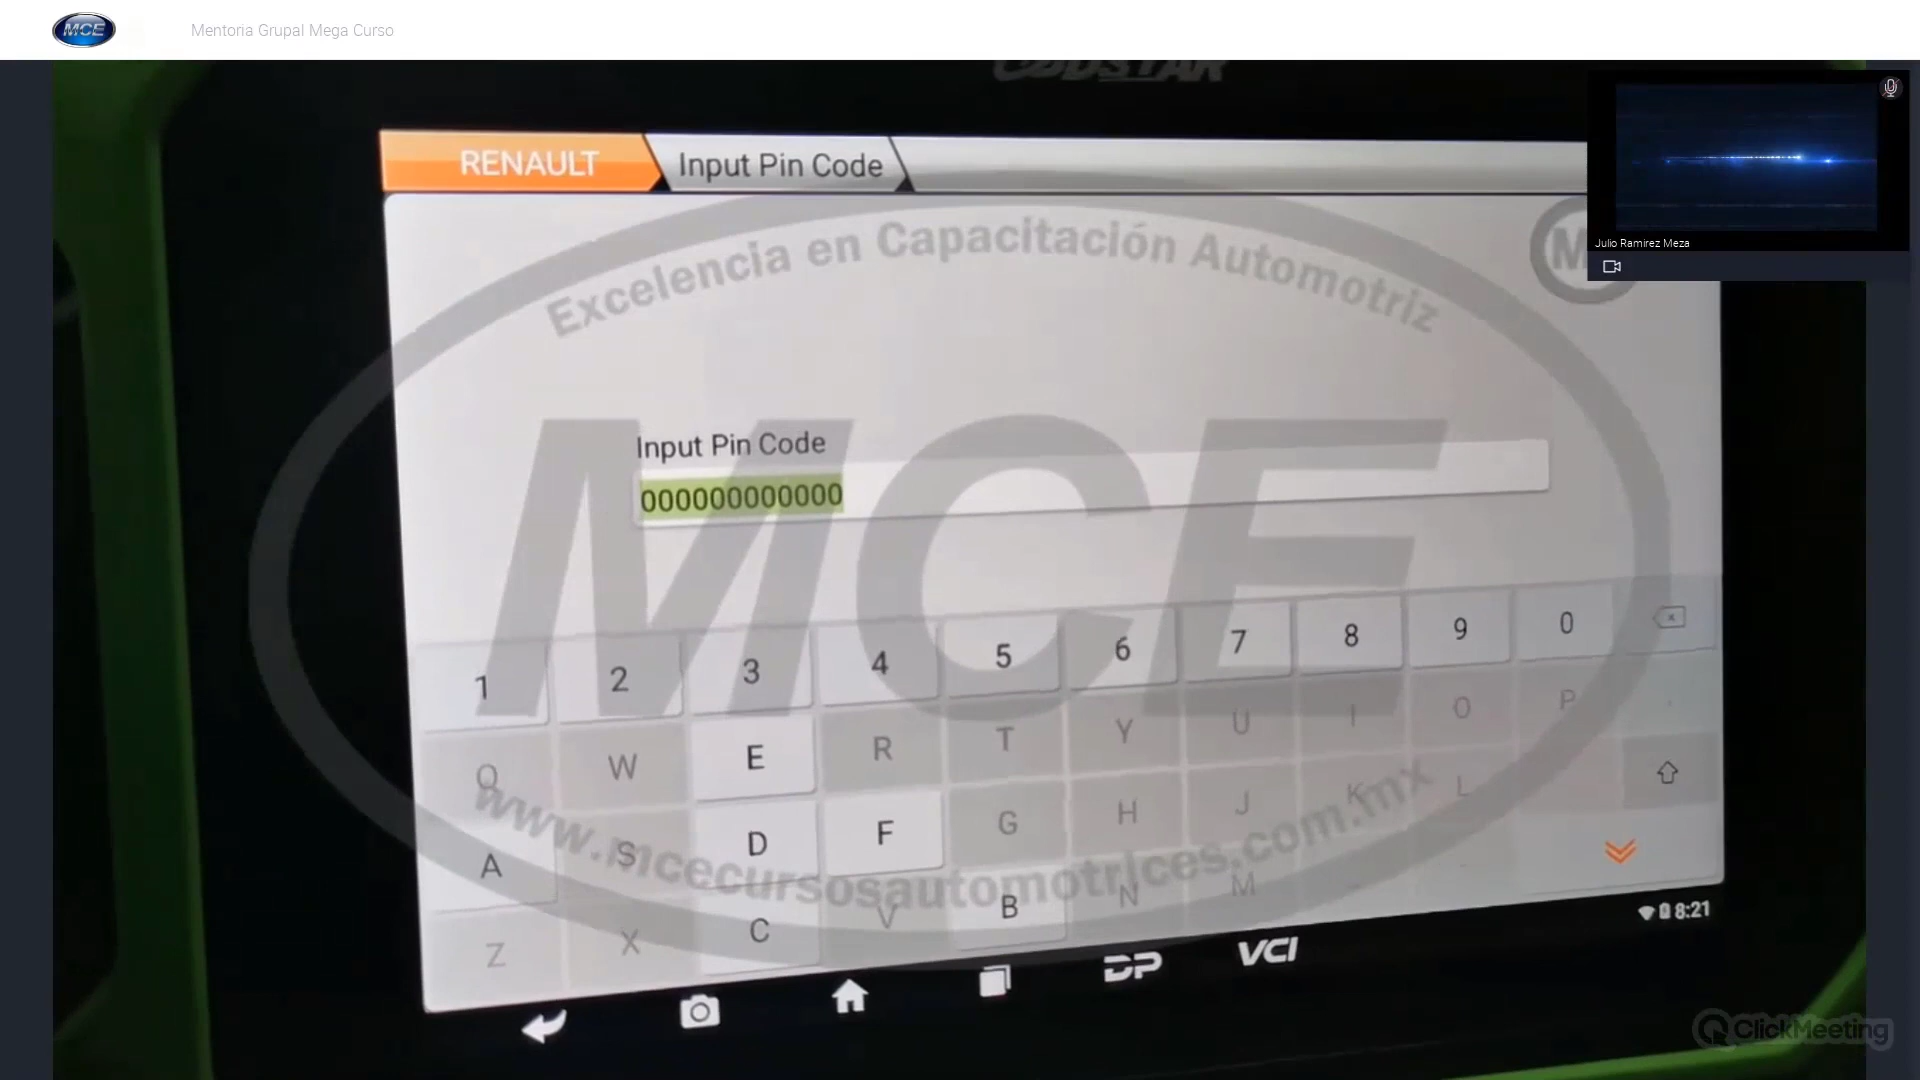 MCE
Mentoria Grupal Mega Curso
RENAULT
Input Pin Code
Julio Ramirez Meza
Excelencia en Capacitación Automotriz
MCE
Input Pin Code
000000000000
1 2 3 4 5 6 7 8 9 0
Q W E R T Y U I O P
A S D F G H J K L
Z X C V B N M
www.mcecursosautomotrices.com.mx
8:21
DP VCI
ClickMeeting